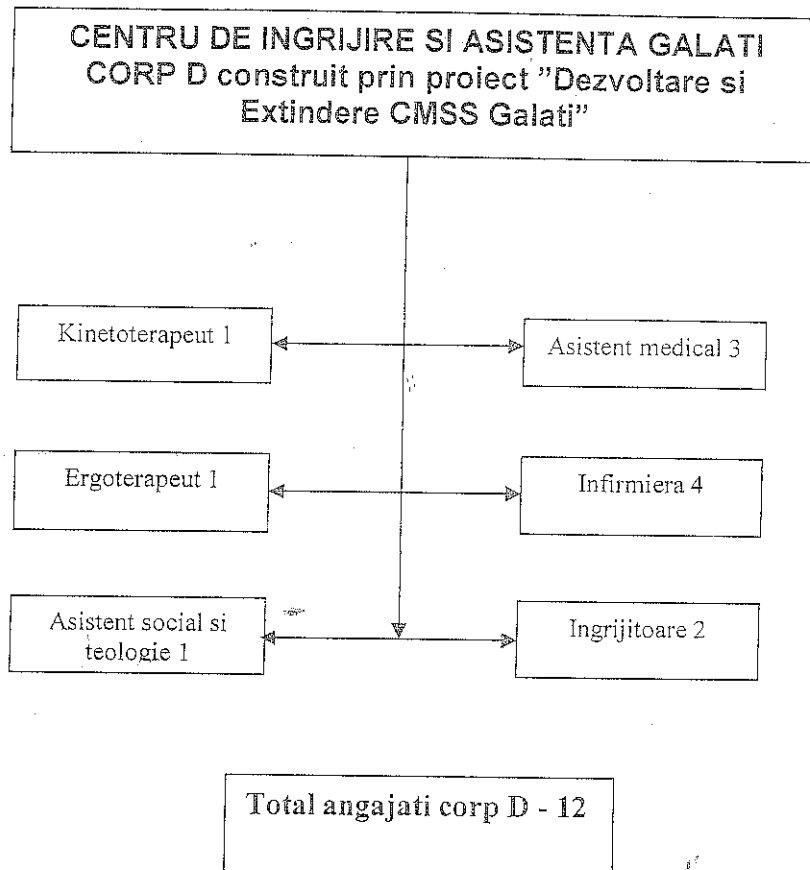 CENTRU DE INGRIJIRE SI ASISTENTA GALATI
CORP D construit prin proiect ”Dezvoltare si
Extindere CMSS Galati”
Kinetoterapeut 1
Asistent medical 3
Ergoterapeut 1
Infirmiera 4
Asistent social si
teologie 1
Ingrijitoare 2
Total angajati corp D - 12